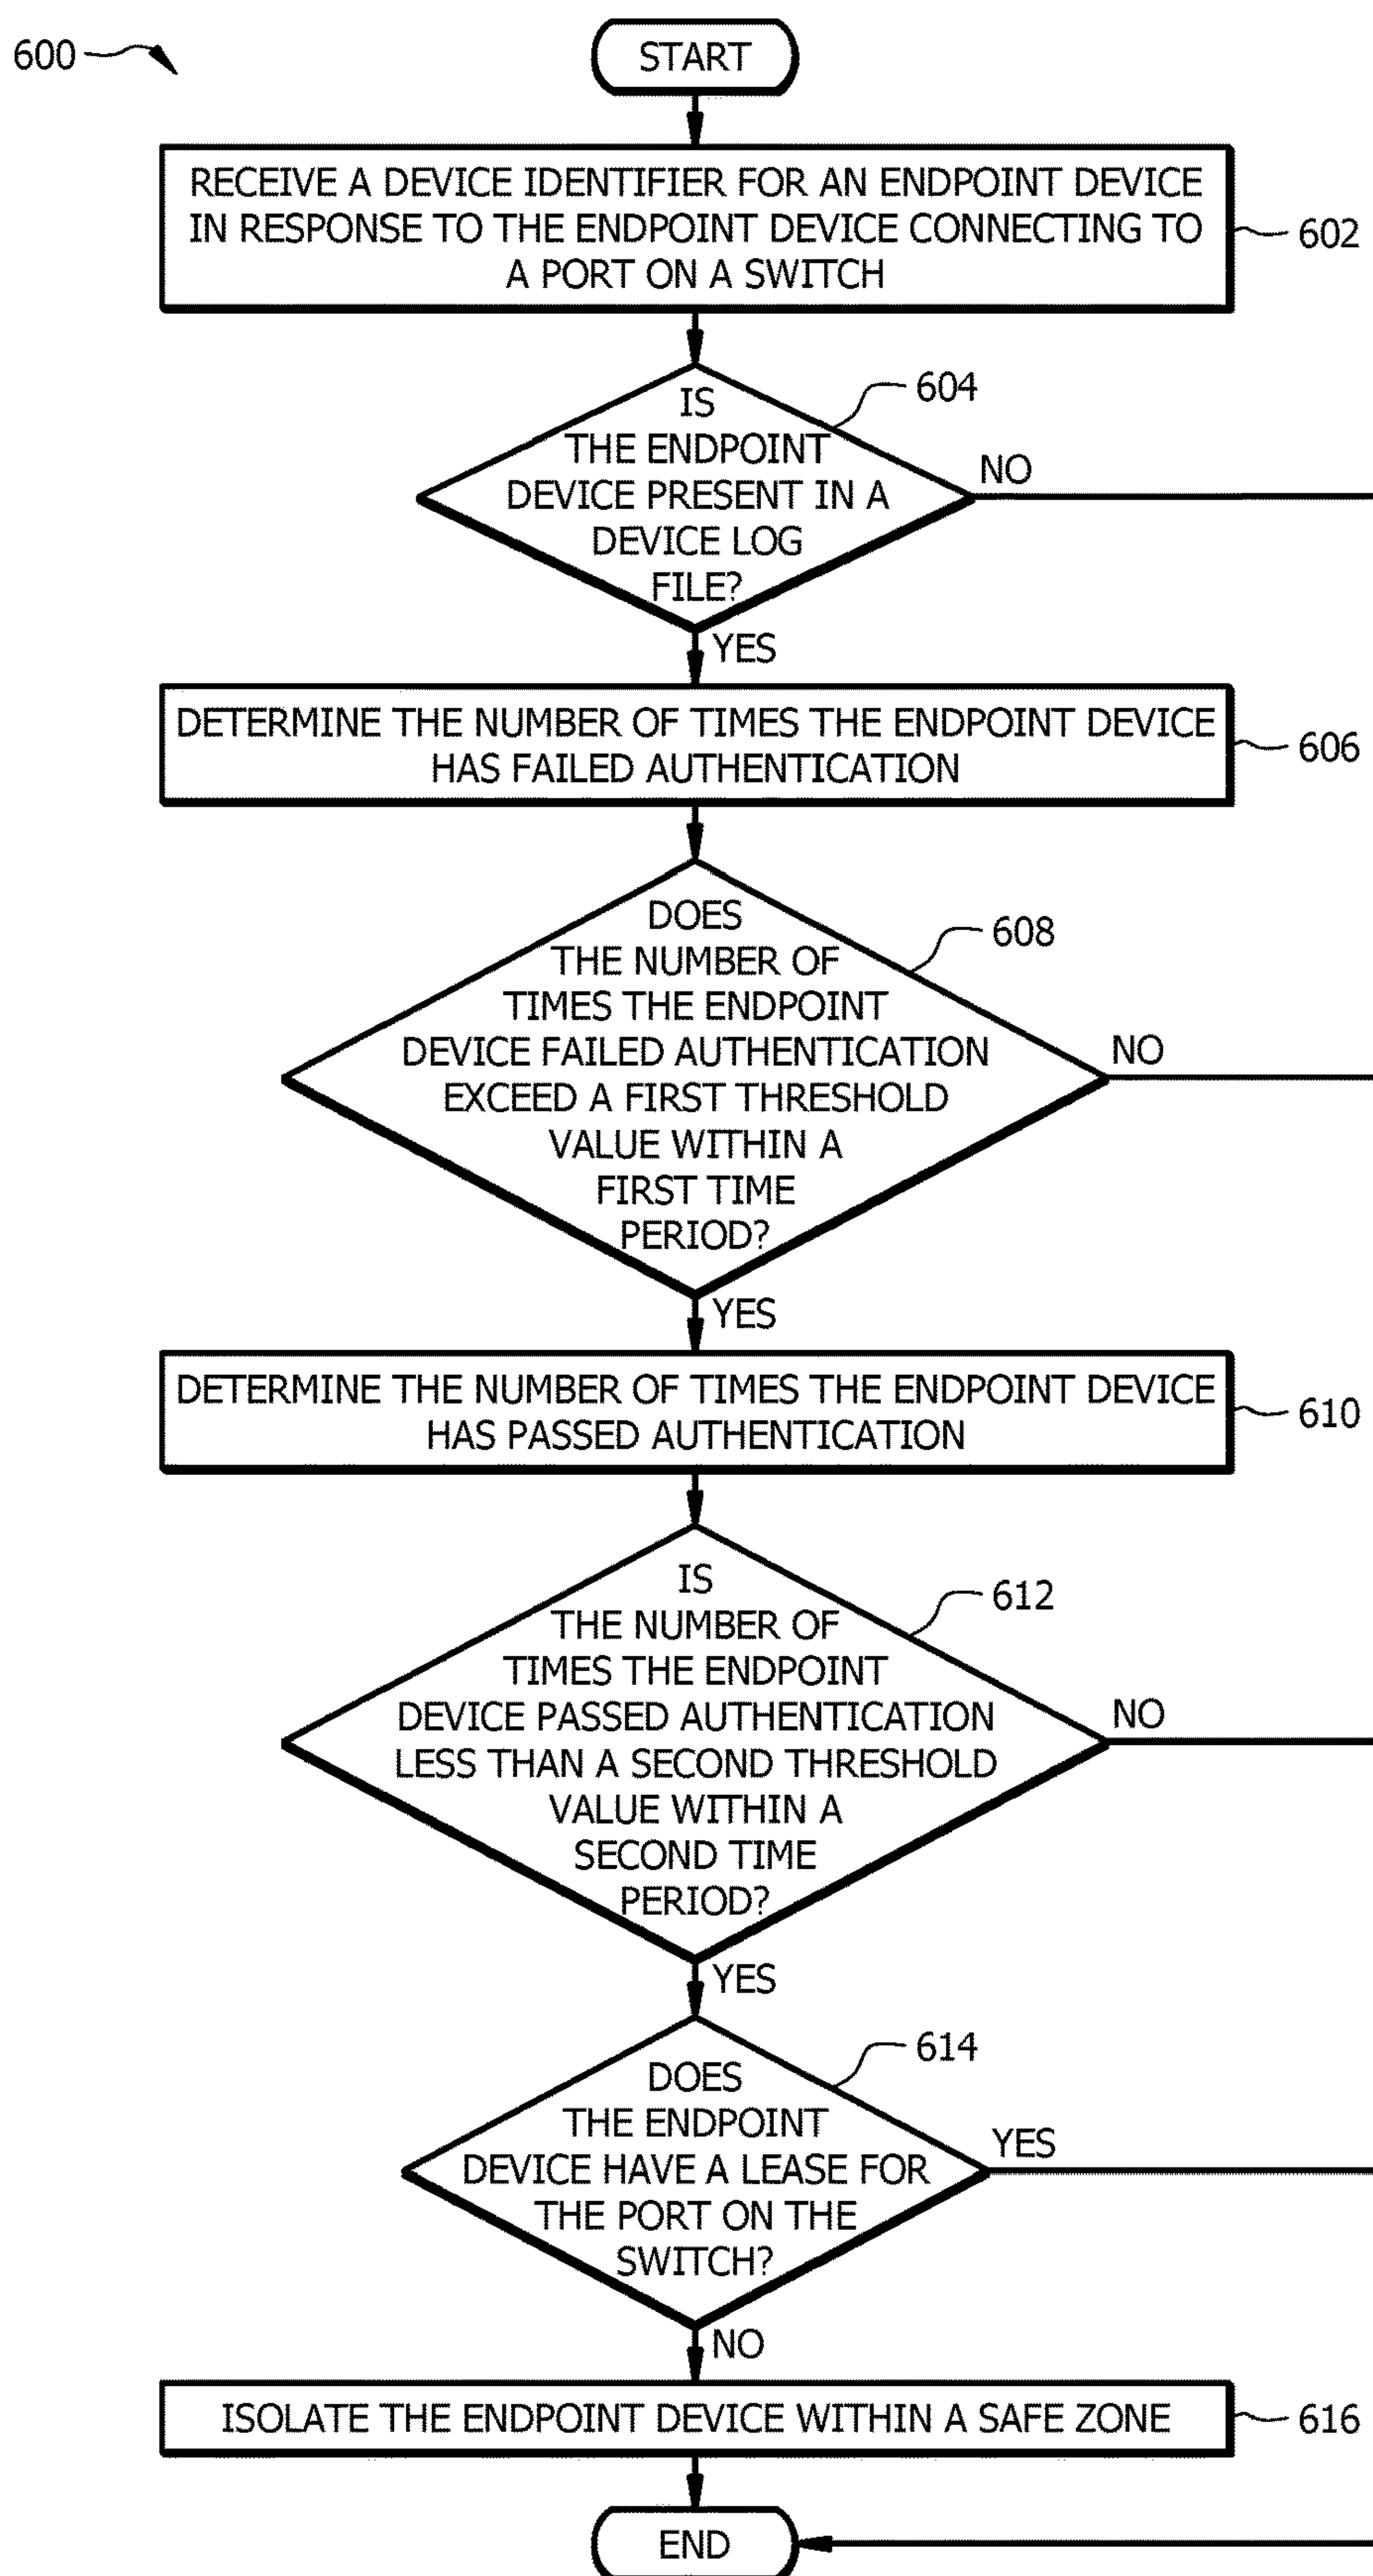 600
START
RECEIVE A DEVICE IDENTIFIER FOR AN ENDPOINT DEVICE
IN RESPONSE TO THE ENDPOINT DEVICE CONNECTING TO
A PORT ON A SWITCH
602
604
IS
THE ENDPOINT
DEVICE PRESENT IN A
DEVICE LOG
FILE?
NO
YES
DETERMINE THE NUMBER OF TIMES THE ENDPOINT DEVICE
HAS FAILED AUTHENTICATION
606
608
DOES
THE NUMBER OF
TIMES THE ENDPOINT
DEVICE FAILED AUTHENTICATION
EXCEED A FIRST THRESHOLD
VALUE WITHIN A
FIRST TIME
PERIOD?
NO
YES
DETERMINE THE NUMBER OF TIMES THE ENDPOINT DEVICE
HAS PASSED AUTHENTICATION
610
612
IS
THE NUMBER OF
TIMES THE ENDPOINT
DEVICE PASSED AUTHENTICATION
LESS THAN A SECOND THRESHOLD
VALUE WITHIN A
SECOND TIME
PERIOD?
NO
YES
614
DOES
THE ENDPOINT
DEVICE HAVE A LEASE FOR
THE PORT ON THE
SWITCH?
YES
NO
ISOLATE THE ENDPOINT DEVICE WITHIN A SAFE ZONE
616
END